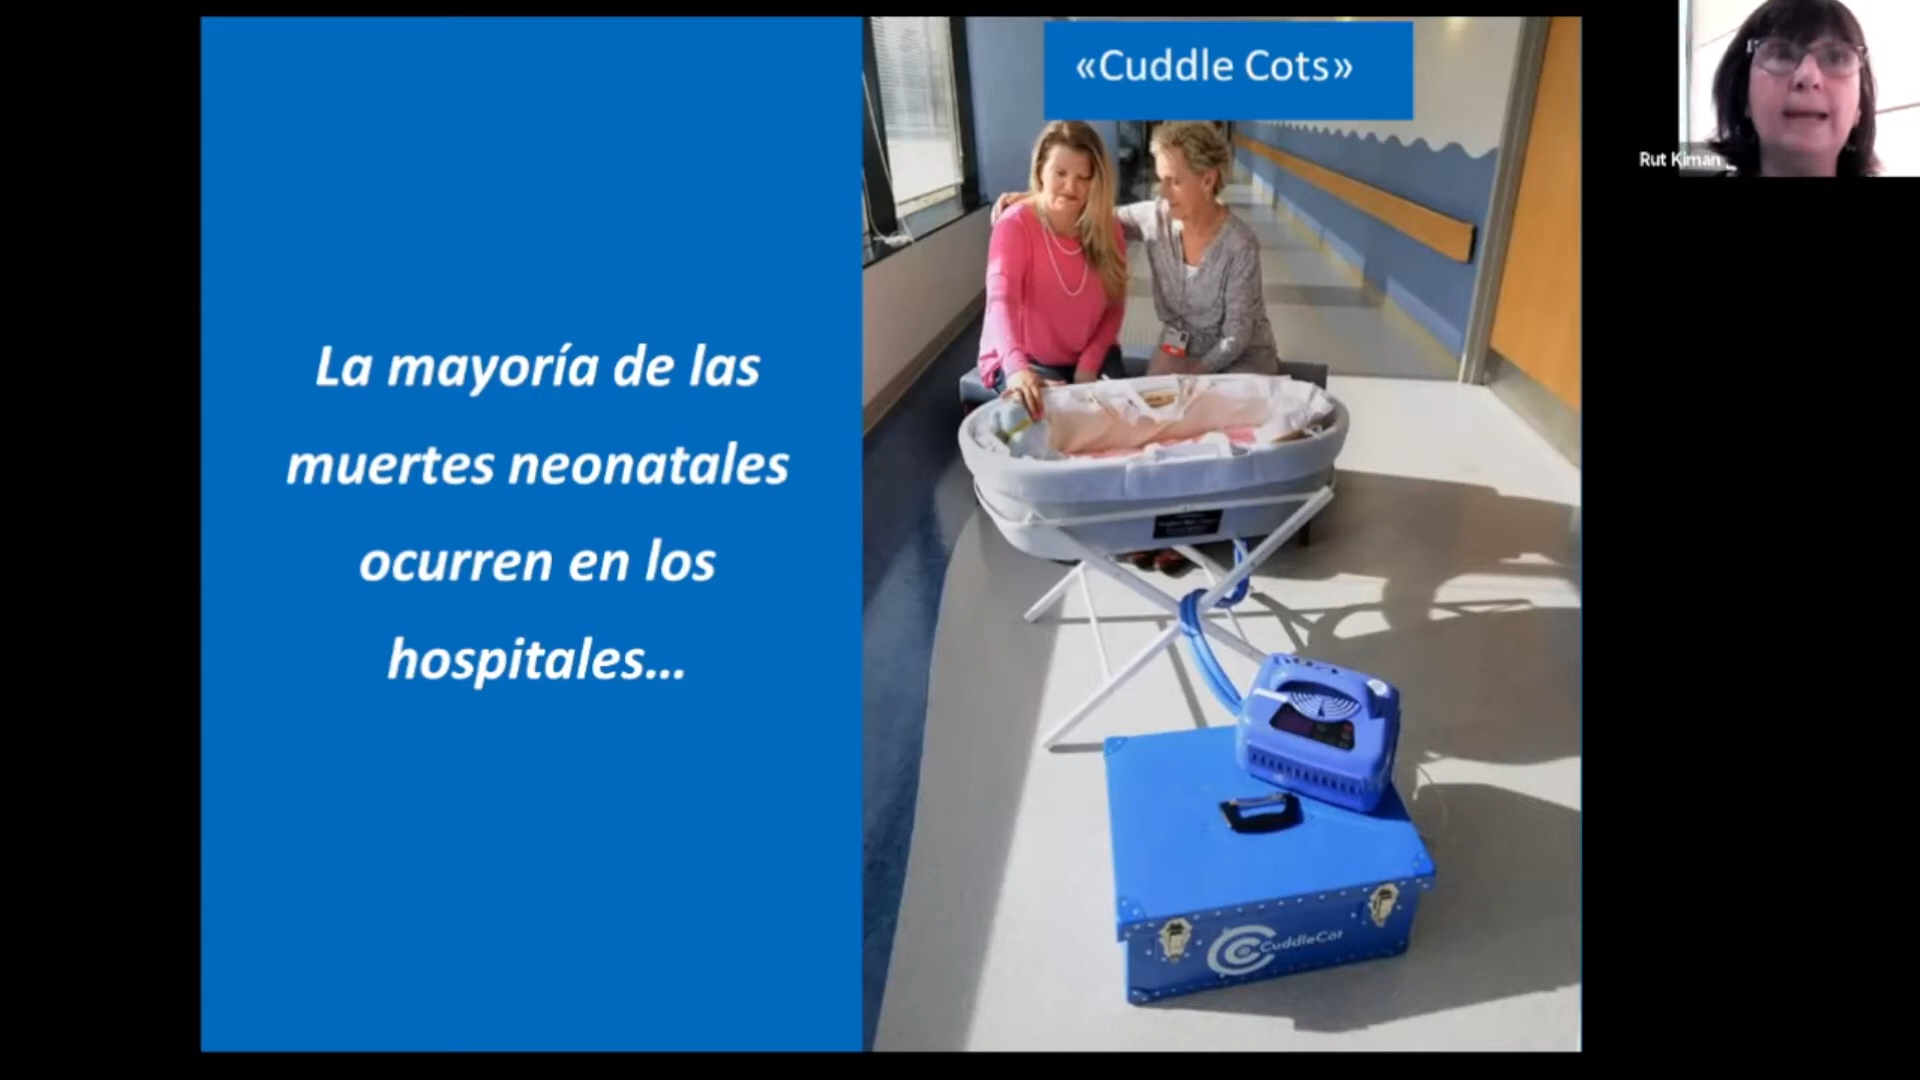 «Cuddle Cots»
Rut Kiman
La mayoría de las
muertes neonatales
ocurren en los
hospitales...
CuddleCot